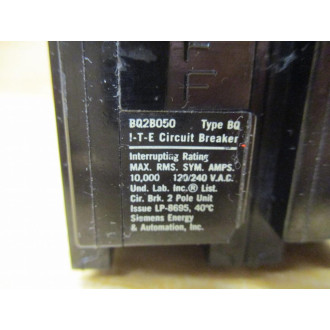 BQ2B050 Type BQ
I-T-E Circuit Breaker
Interrupting Rating
MAX. RMS. SYM. AMPS.
10,000 120/240 V.A.C.
Und. Lab. Inc.® List.
Cir. Brk. 2 Pole Unit
Issue LP-8695, 40°C
Siemens Energy
& Automation, Inc.